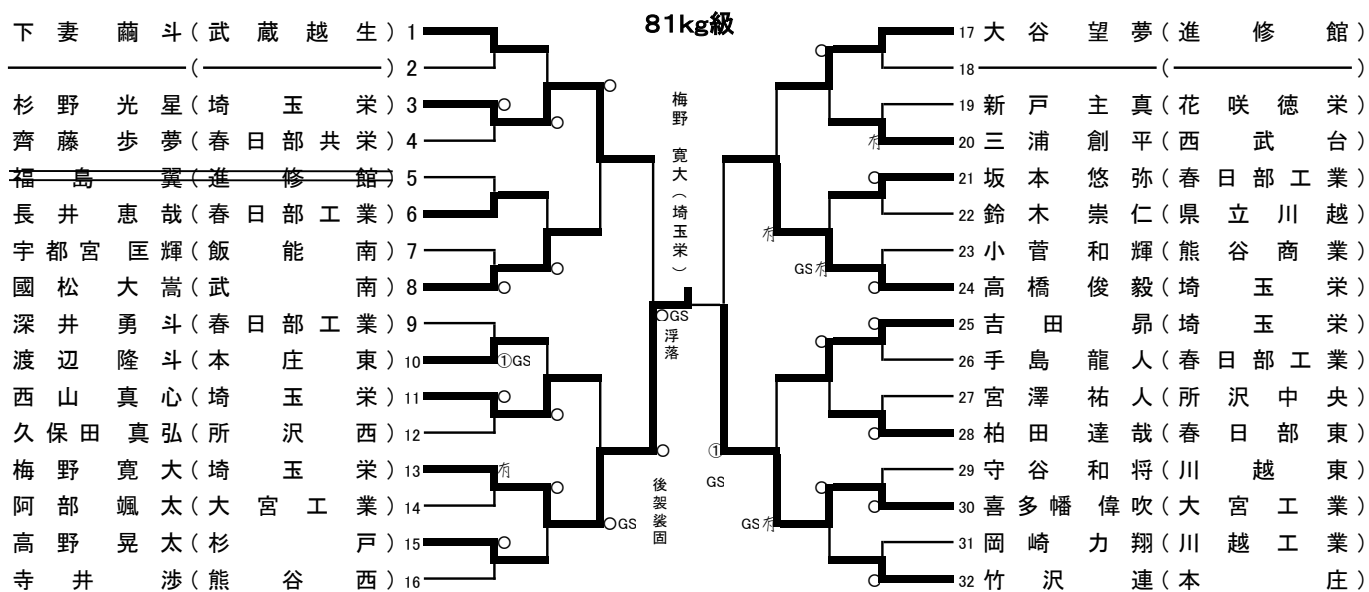 81kg級
下妻繭斗(武蔵越生) 1
( ) 2
杉野光星(埼玉栄) 3
齊藤歩夢(春日部共栄) 4
福島翼(進修館) 5
長井恵哉(春日部工業) 6
宇都宮匡輝(飯能南) 7
國松大嵩(武南) 8
深井勇斗(春日部工業) 9
渡辺隆斗(本庄東) 10
西山真心(埼玉栄) 11
久保田真弘(所沢西) 12
梅野寛大(埼玉栄) 13
阿部颯太(大宮工業) 14
高野晃太(杉戸) 15
寺井渉(熊谷西) 16
○
○
○
○
○
①GS
○
○
有
○
○
○GS
○
後袈裟固
○GS
浮落
梅野 寛大(埼玉栄)
①
GS
○
有
○
有
GS有
○
○
○
○
○
○
GS有
○
17 大谷望夢(進修館)
18 ( )
19 新戸主真(花咲徳栄)
20 三浦創平(西武台)
21 坂本悠弥(春日部工業)
22 鈴木崇仁(県立川越)
23 小菅和輝(熊谷商業)
24 高橋俊毅(埼玉栄)
25 吉田昴(埼玉栄)
26 手島龍人(春日部工業)
27 宮澤祐人(所沢中央)
28 柏田達哉(春日部東)
29 守谷和将(川越東)
30 喜多幡偉吹(大宮工業)
31 岡崎力翔(川越工業)
32 竹沢連(本庄)